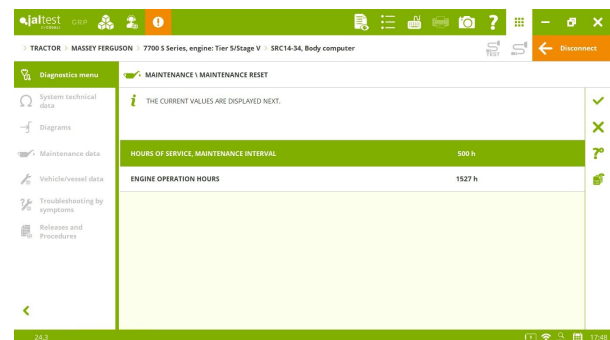 jaltest
GRP
?
TRACTOR > MASSEY FERGUSON > 7700 S Series, engine: Tier 5/Stage V > SRC14-34, Body computer
TEST
Disconnect
Diagnostics menu
MAINTENANCE \ MAINTENANCE RESET
System technical
data
i THE CURRENT VALUES ARE DISPLAYED NEXT.
Diagrams
Maintenance data
HOURS OF SERVICE, MAINTENANCE INTERVAL 500 h
Vehicle/vessel data
ENGINE OPERATION HOURS 1527 h
Troubleshooting by
symptoms
Releases and
Procedures
24.3
17:48